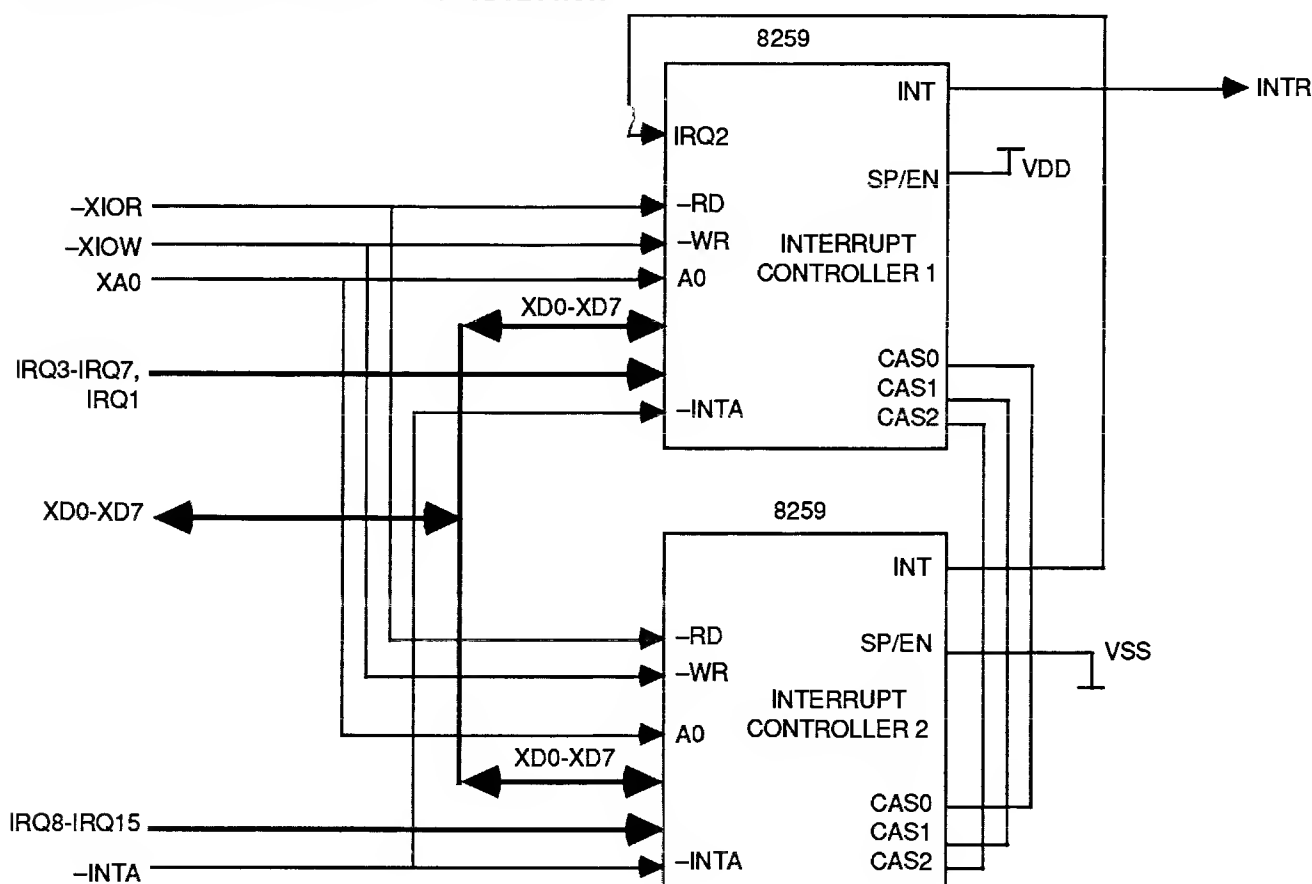 8259
INT
INTR
IRQ2
SP/EN
VDD
–XIOR
–RD
–XIOW
–WR
INTERRUPT
CONTROLLER 1
XA0
A0
XD0-XD7
IRQ3-IRQ7,
IRQ1
CAS0
CAS1
CAS2
–INTA
XD0-XD7
8259
INT
–RD
SP/EN
VSS
–WR
INTERRUPT
CONTROLLER 2
A0
XD0-XD7
CAS0
CAS1
CAS2
IRQ8-IRQ15
–INTA
–INTA